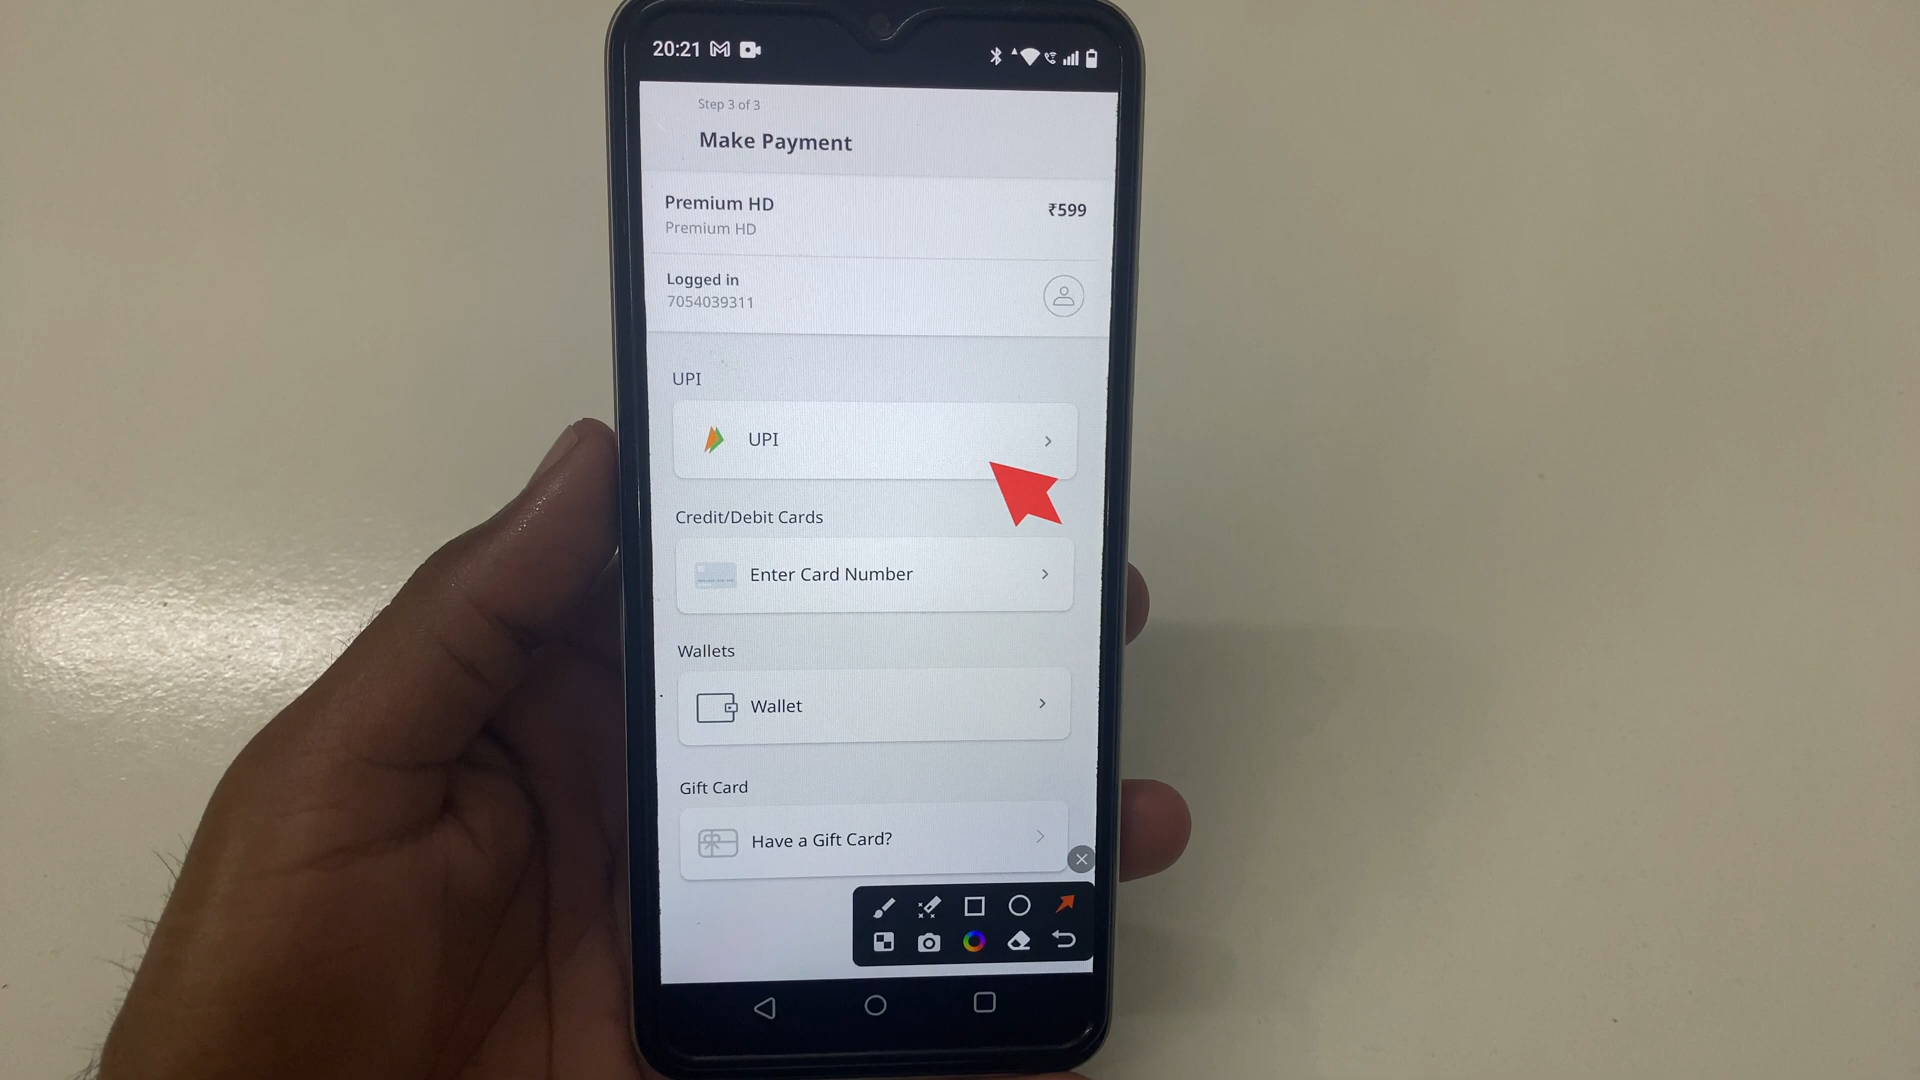 20:21
Step 3 of 3
Make Payment
Premium HD
₹599
Premium HD
Logged in
7054039311
UPI
UPI
Credit/Debit Cards
Enter Card Number
Wallets
Wallet
Gift Card
Have a Gift Card?